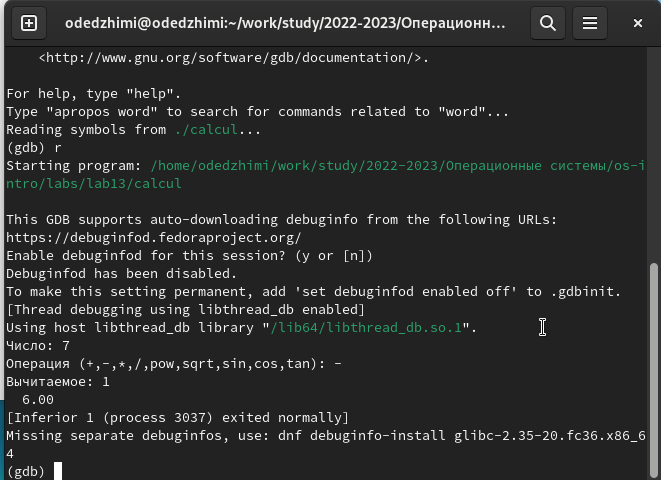 odedzhimi@odedzhimi:~/work/study/2022-2023/Операционн...
<http://www.gnu.org/software/gdb/documentation/>.
For help, type "help".
Type "apropos word" to search for commands related to "word"...
Reading symbols from ./calcul...
(gdb) r
Starting program: /home/odedzhimi/work/study/2022-2023/Операционные системы/os-i
ntro/labs/lab13/calcul
This GDB supports auto-downloading debuginfo from the following URLs:
https://debuginfod.fedoraproject.org/
Enable debuginfod for this session? (y or [n])
Debuginfod has been disabled.
To make this setting permanent, add 'set debuginfod enabled off' to .gdbinit.
[Thread debugging using libthread_db enabled]
Using host libthread_db library "/lib64/libthread_db.so.1".
Число: 7
Операция (+,-,*,/,pow,sqrt,sin,cos,tan): -
Вычитаемое: 1
6.00
[Inferior 1 (process 3037) exited normally]
Missing separate debuginfos, use: dnf debuginfo-install glibc-2.35-20.fc36.x86_6
4
(gdb)